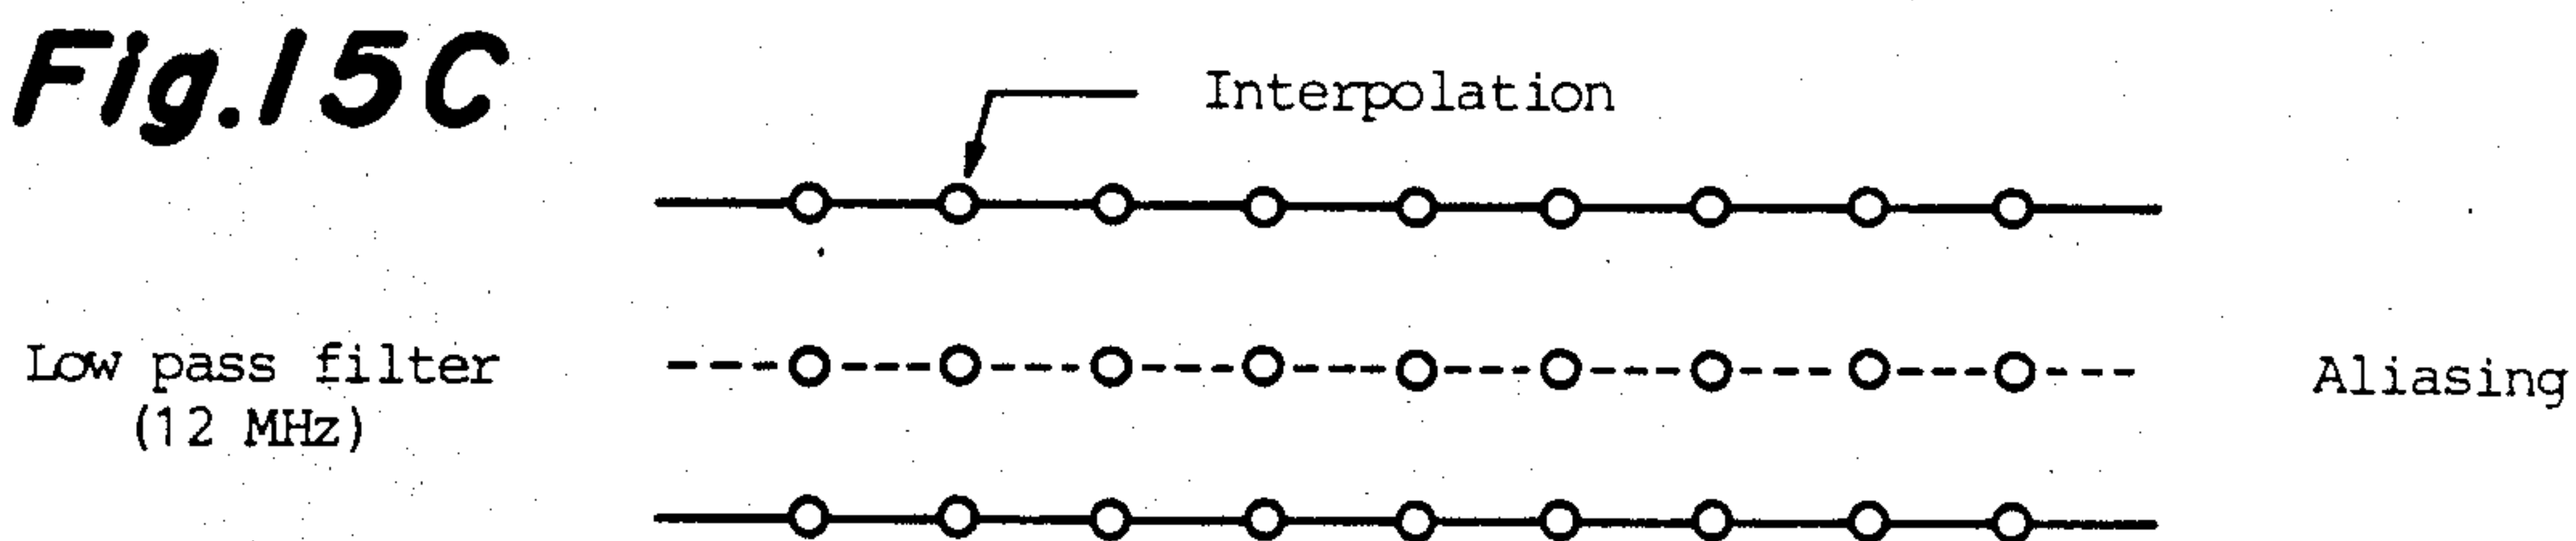 Fig.15C
Interpolation
Low pass filter
(12 MHz)
Aliasing